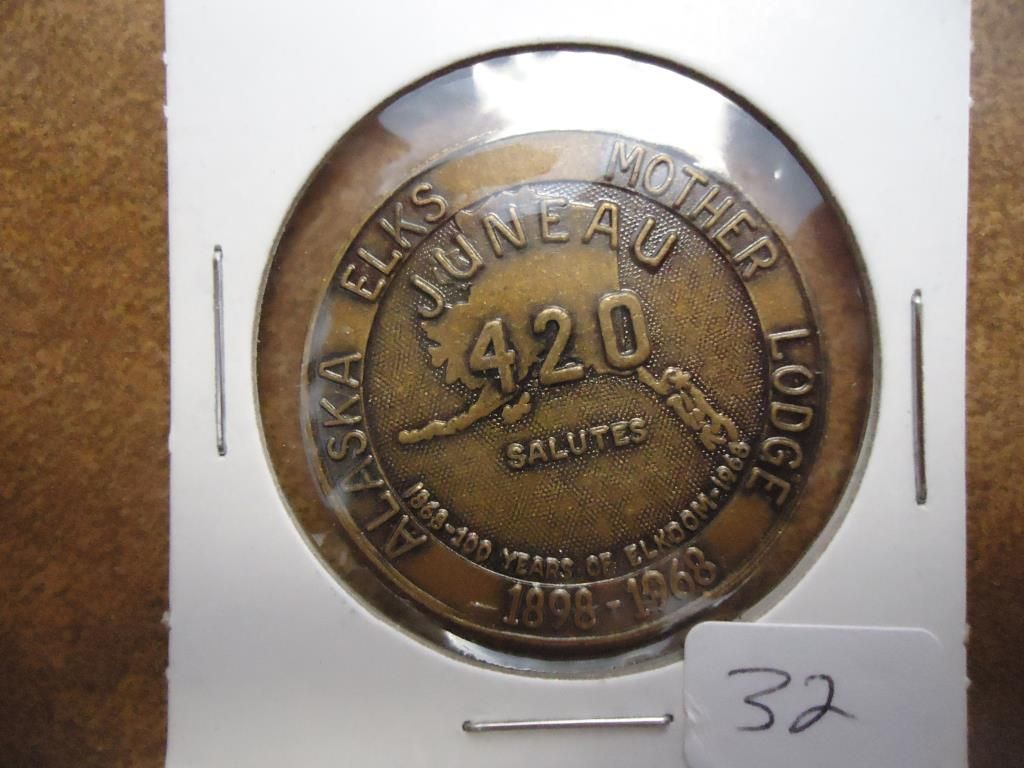 ALASKA ELKS MOTHER LODGE
JUNEAU
420
SALUTES
1868-100 YEARS OF ELKDOM-1968
1898-1968
32